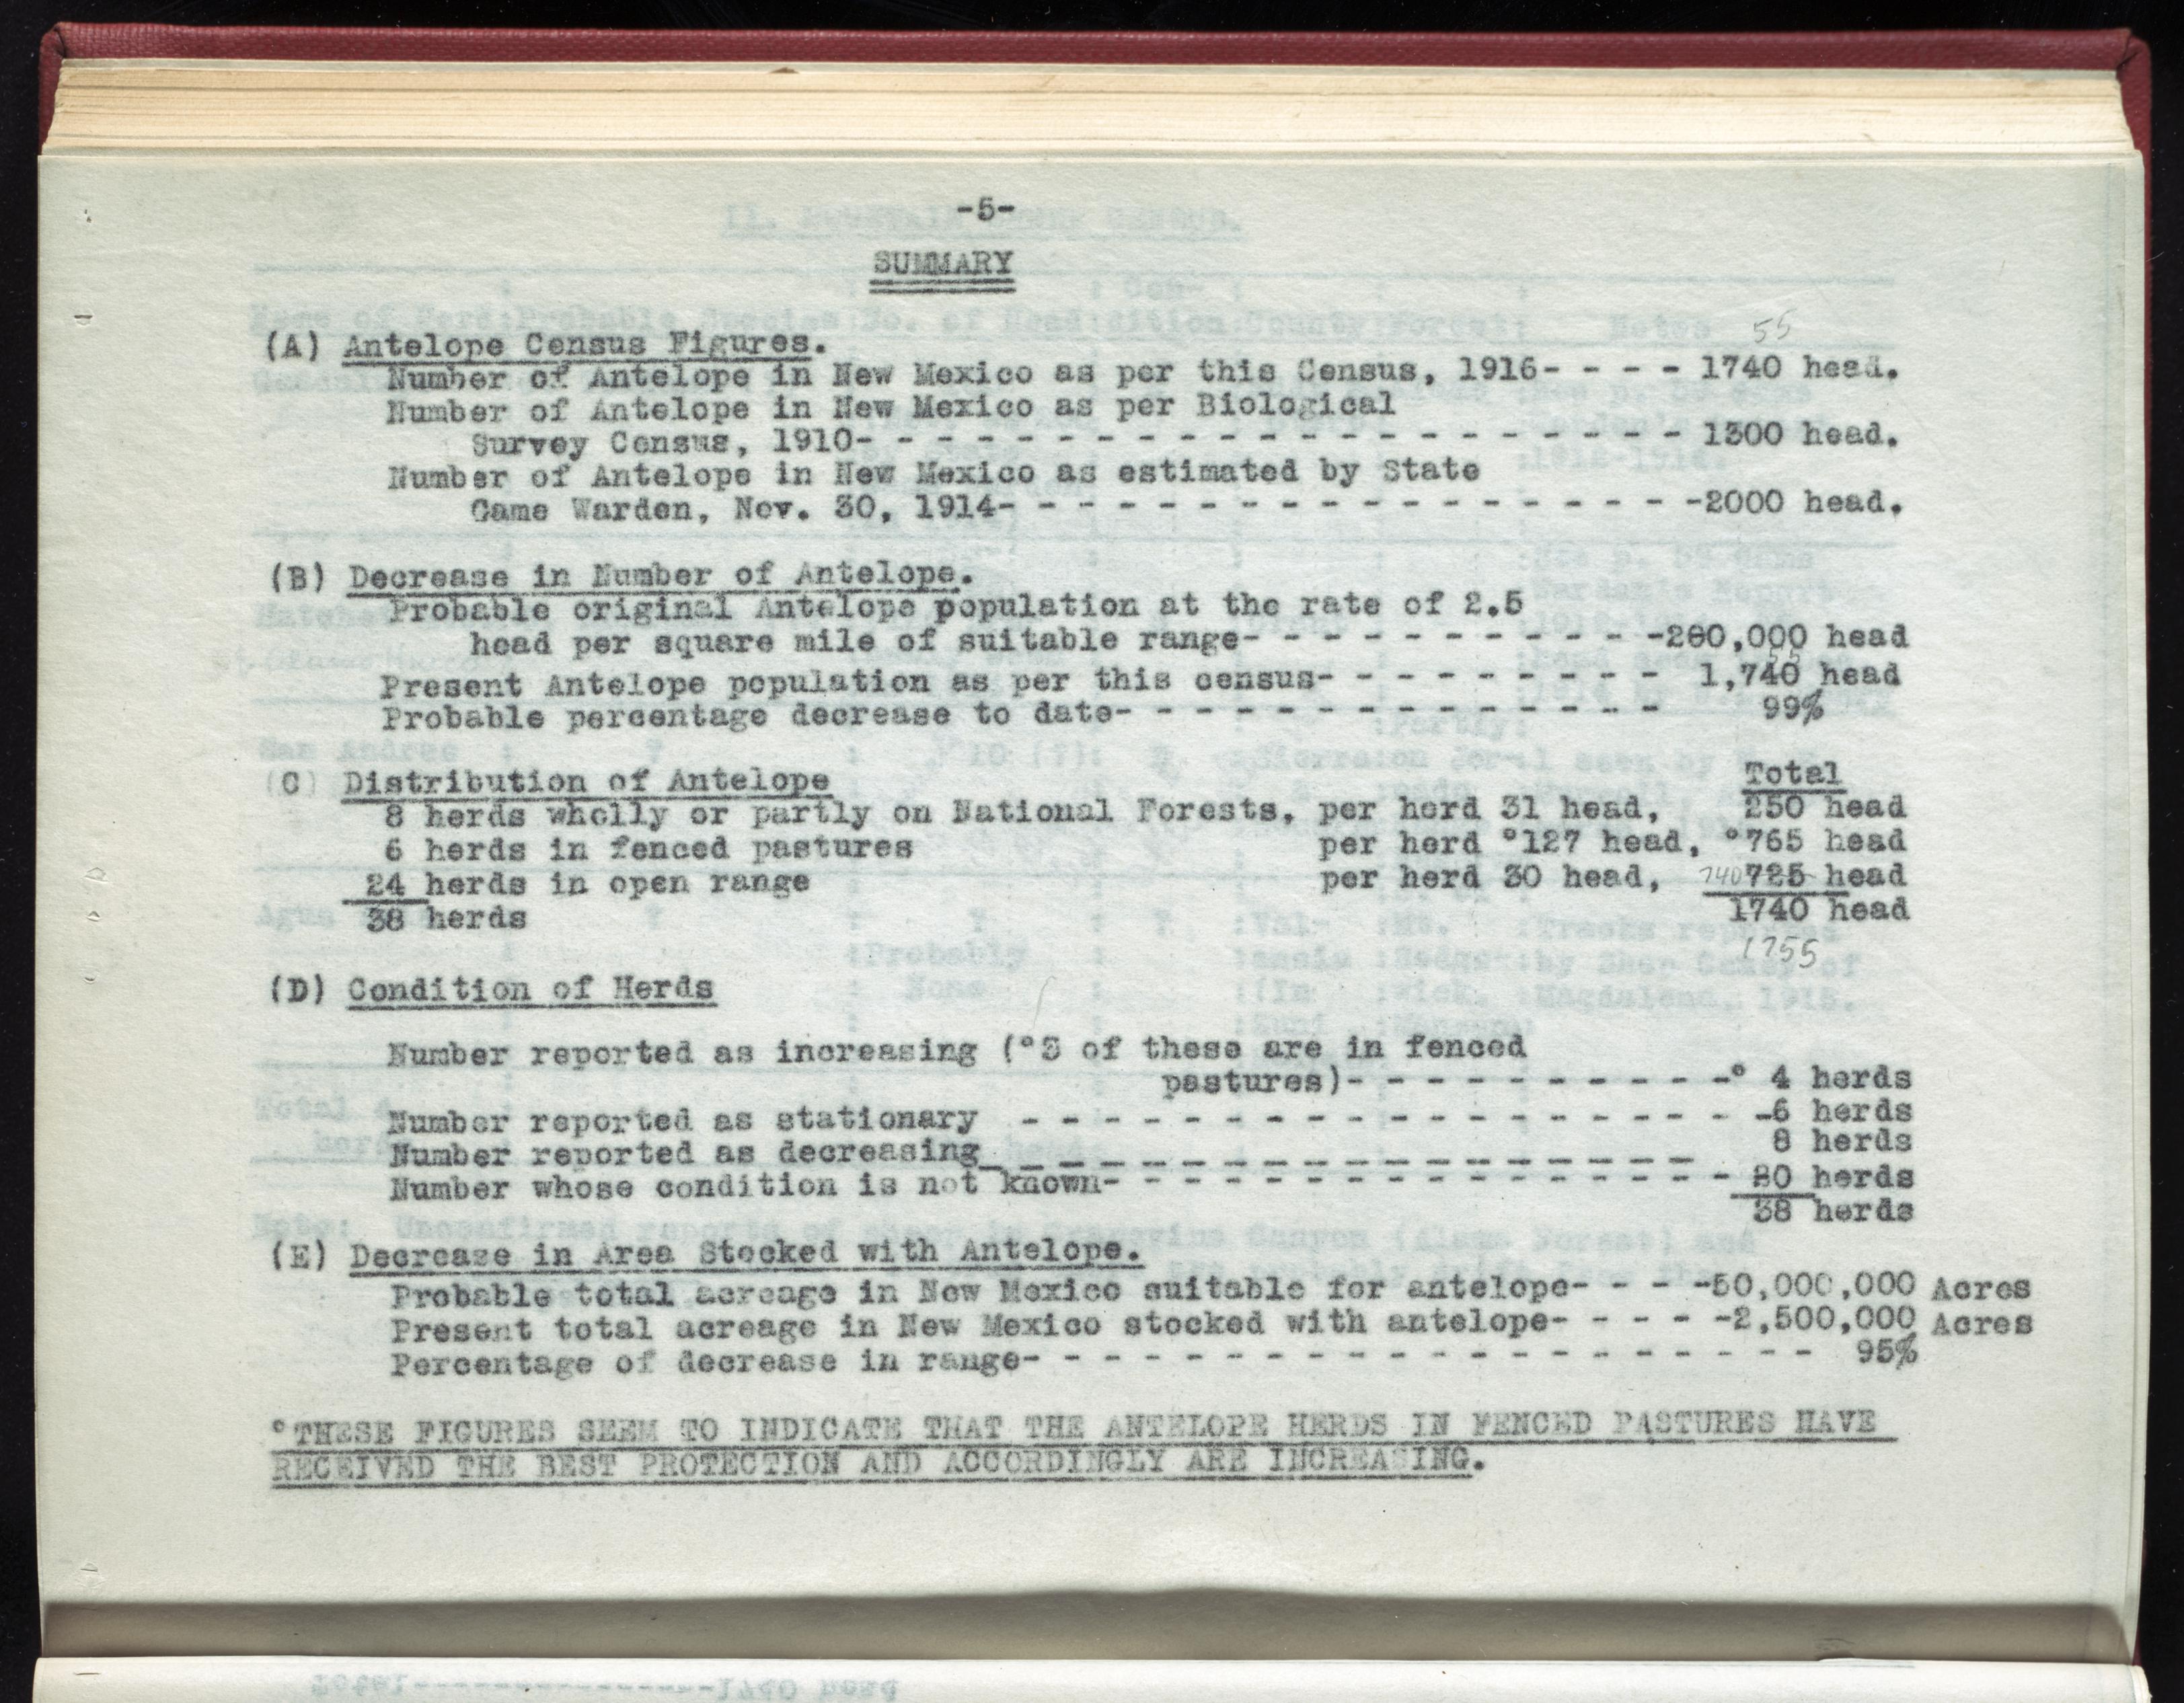 -5-
SUMMARY
55
(A) Antelope Census Figures.
Number of Antelope in New Mexico as per this Census, 1916- - - - 1740 head.
Number of Antelope in New Mexico as per Biological
Survey Census, 1910- - - - - - - - - - - - - - - - - - - - - 1300 head.
Number of Antelope in New Mexico as estimated by State
Game Warden, Nov. 30, 1914- - - - - - - - - - - - - - - - - -2000 head.
(B) Decrease in Number of Antelope.
Probable original Antelope population at the rate of 2.5
head per square mile of suitable range- - - - - - - - - - -200,000 head
55
Present Antelope population as per this census- - - - - - - - - 1,740 head
Probable percentage decrease to date- - - - - - - - - - - - - - 99%
(C) Distribution of Antelope Total
8 herds wholly or partly on National Forests, per herd 31 head, 250 head
6 herds in fenced pastures per herd °127 head, °765 head
24 herds in open range per herd 30 head, 740 725 head
38 herds 1740 head
1755
(D) Condition of Herds
Number reported as increasing (°3 of these are in fenced
pastures)- - - - - - - - - - -° 4 herds
Number reported as stationary - - - - - - - - - - - - - - - - - - -6 herds
Number reported as decreasing_ _ _ _ _ _ _ _ _ _ _ _ _ _ _ _ _ _ 8 herds
Number whose condition is not known- - - - - - - - - - - - - - - - 20 herds
38 herds
(E) Decrease in Area Stocked with Antelope.
Probable total acreage in New Mexico suitable for antelope- - - -50,000,000 Acres
Present total acreage in New Mexico stocked with antelope- - - - -2,500,000 Acres
Percentage of decrease in range- - - - - - - - - - - - - - - - - - - - 95%
°THESE FIGURES SEEM TO INDICATE THAT THE ANTELOPE HERDS IN FENCED PASTURES HAVE
RECEIVED THE BEST PROTECTION AND ACCORDINGLY ARE INCREASING.